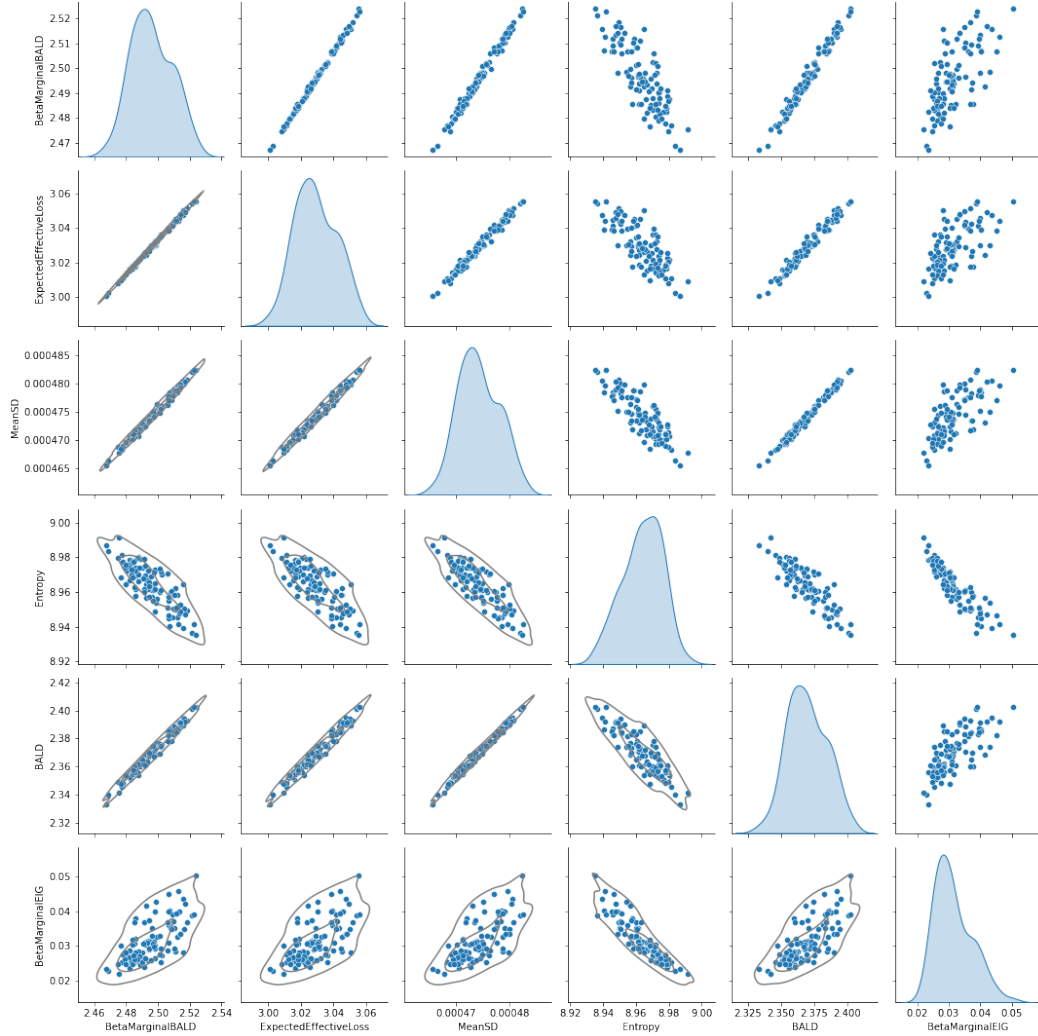 BetaMarginalBALD
2.52
2.51
2.50
2.49
2.48
2.47
ExpectedEffectiveLoss
3.06
3.04
3.02
3.00
MeanSD
0.000485
0.000480
0.000475
0.000470
0.000465
Entropy
9.00
8.98
8.96
8.94
8.92
BALD
2.42
2.40
2.38
2.36
2.34
2.32
BetaMarginalEIG
0.05
0.04
0.03
0.02
2.46 2.48 2.50 2.52 2.54
3.00 3.02 3.04 3.06
0.00047 0.00048
8.92 8.94 8.96 8.98 9.00
2.325 2.350 2.375 2.400
0.02 0.03 0.04 0.05
BetaMarginalBALD
ExpectedEffectiveLoss
MeanSD
Entropy
BALD
BetaMarginalEIG